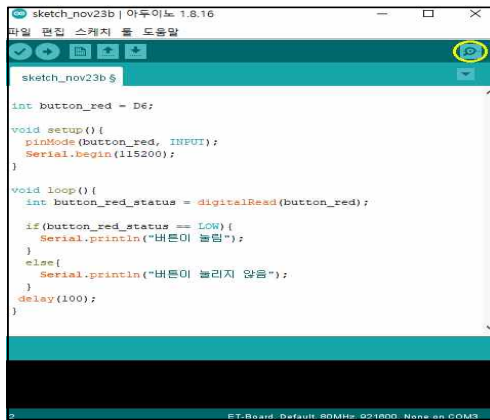 sketch_nov23b | 아두이노 1.8.16
파일 편집 스케치 툴 도움말
sketch_nov23b §
int button_red = D6;
void setup(){
  pinMode(button_red, INPUT);
  Serial.begin(115200);
}
void loop(){
  int button_red_status = digitalRead(button_red);
  if(button_red_status == LOW){
    Serial.println("버튼이 눌림");
  }
  else{
    Serial.println("버튼이 눌리지 않음");
  }
 delay(100);
}
2
ET-Board, Default, 80MHz, 921600, None on COM3